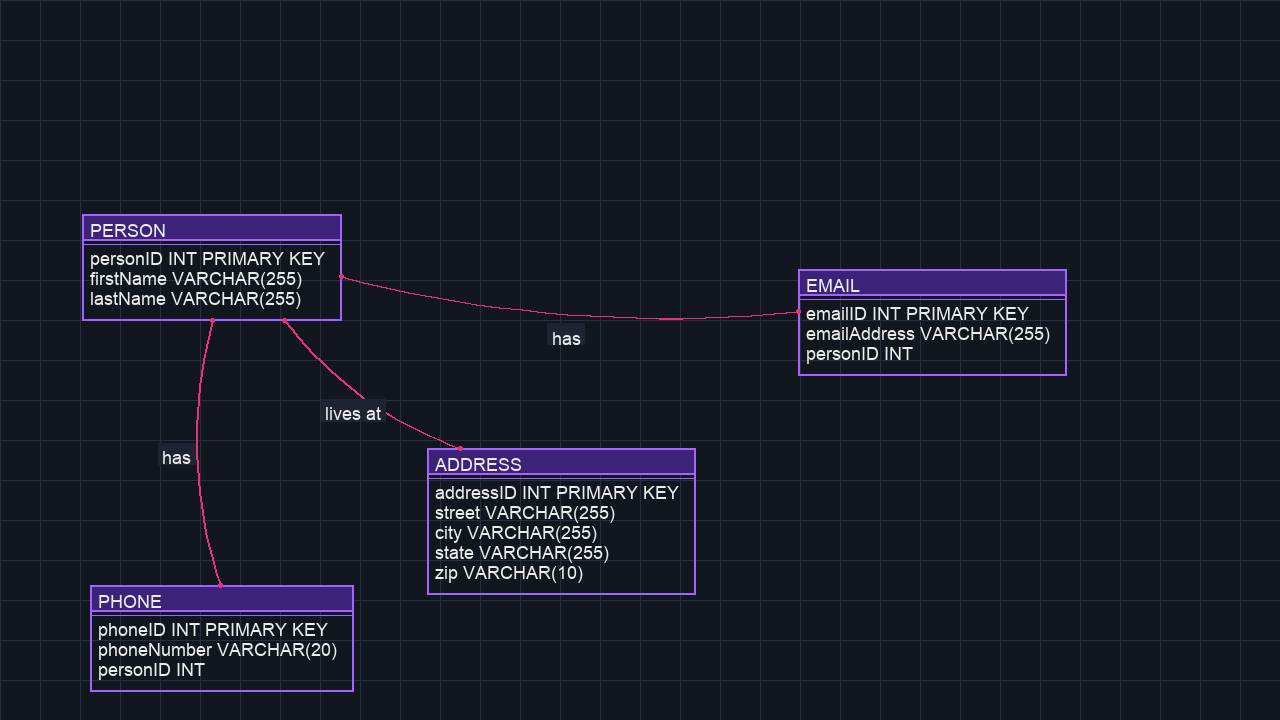 PERSON
personID INT PRIMARY KEY
firstName VARCHAR(255)
lastName VARCHAR(255)
EMAIL
emailID INT PRIMARY KEY
emailAddress VARCHAR(255)
personID INT
has
lives at
has
ADDRESS
addressID INT PRIMARY KEY
street VARCHAR(255)
city VARCHAR(255)
state VARCHAR(255)
zip VARCHAR(10)
PHONE
phoneID INT PRIMARY KEY
phoneNumber VARCHAR(20)
personID INT